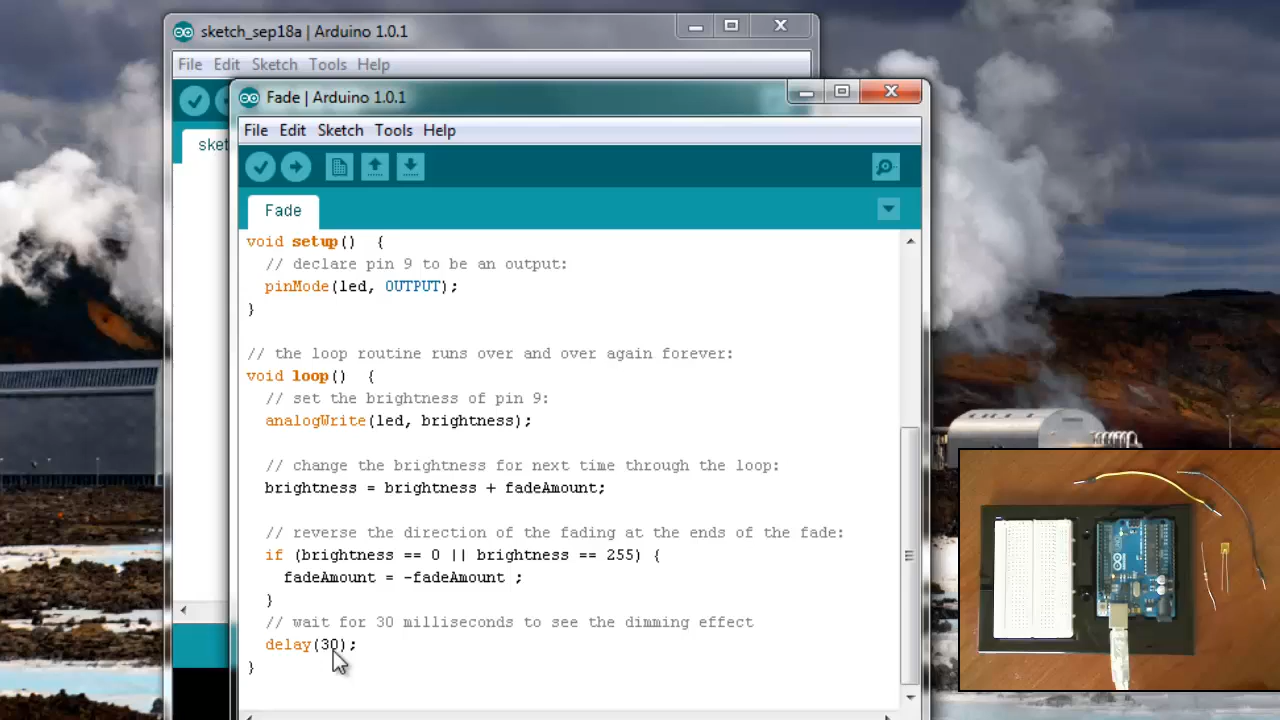 sketch_sep18a | Arduino 1.0.1
File Edit Sketch Tools Help
sket
Fade | Arduino 1.0.1
File Edit Sketch Tools Help
Fade
void setup()  {
  // declare pin 9 to be an output:
  pinMode(led, OUTPUT);
}
// the loop routine runs over and over again forever:
void loop()  {
  // set the brightness of pin 9:
  analogWrite(led, brightness);
  // change the brightness for next time through the loop:
  brightness = brightness + fadeAmount;
  // reverse the direction of the fading at the ends of the fade:
  if (brightness == 0 || brightness == 255) {
    fadeAmount = -fadeAmount ;
  }
  // wait for 30 milliseconds to see the dimming effect
  delay(30);
}